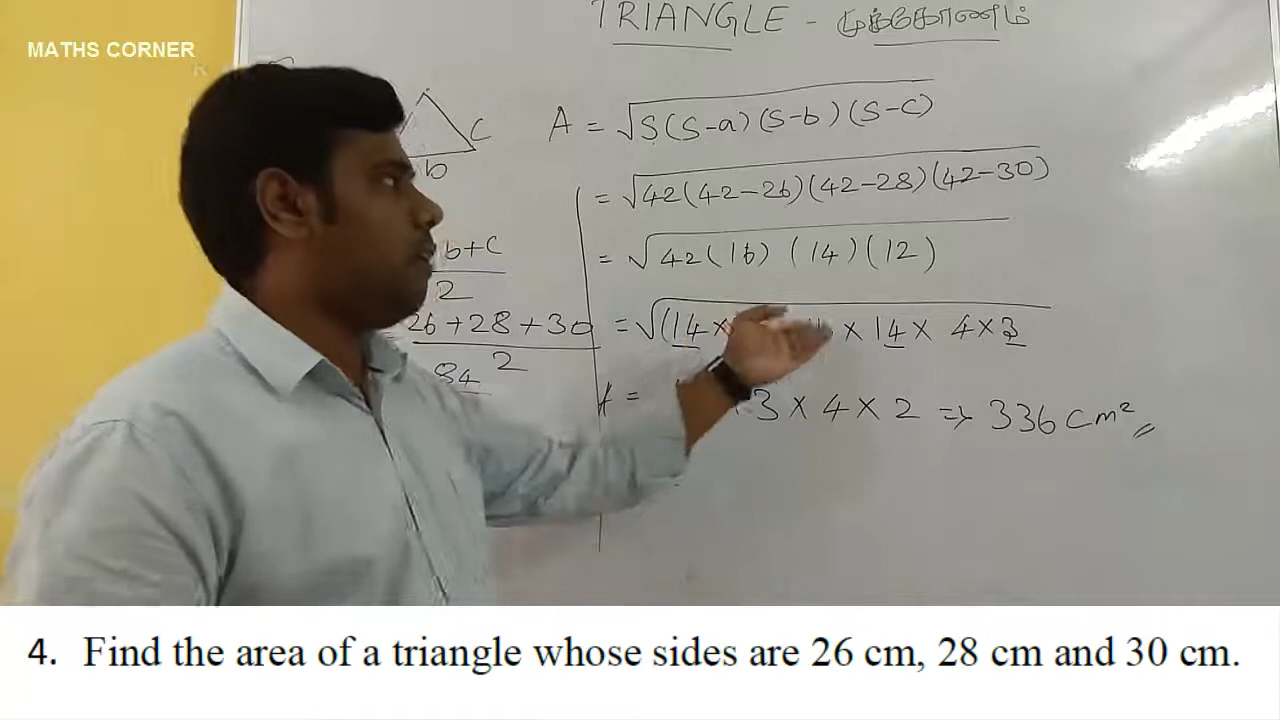 MATHS CORNER
TRIANGLE - முக்கோணம்
c
b
A = √S(S-a)(S-b)(S-c)
= √42(42-26)(42-28)(42-30)
b+c
2
= √42(16) (14)(12)
26+28+30
2
84
= √(14× × 14× 4×3
A = ×3×4×2 => 336cm²
4. Find the area of a triangle whose sides are 26 cm, 28 cm and 30 cm.